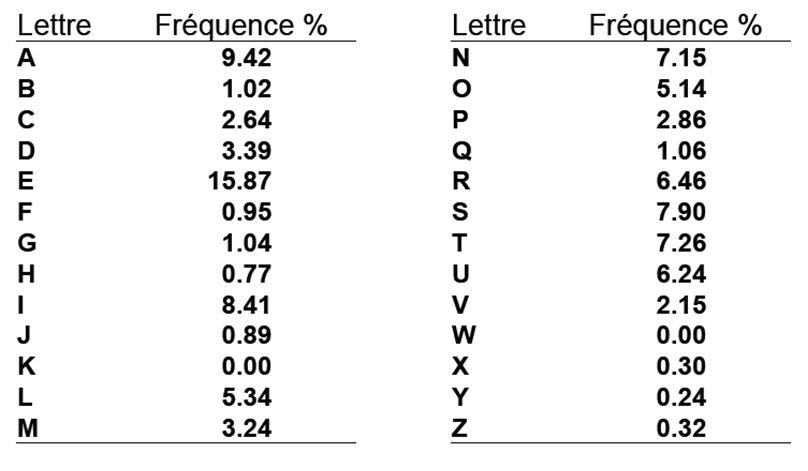 Lettre Fréquence % Lettre Fréquence %
A 9.42 N 7.15
B 1.02 O 5.14
C 2.64 P 2.86
D 3.39 Q 1.06
E 15.87 R 6.46
F 0.95 S 7.90
G 1.04 T 7.26
H 0.77 U 6.24
I 8.41 V 2.15
J 0.89 W 0.00
K 0.00 X 0.30
L 5.34 Y 0.24
M 3.24 Z 0.32